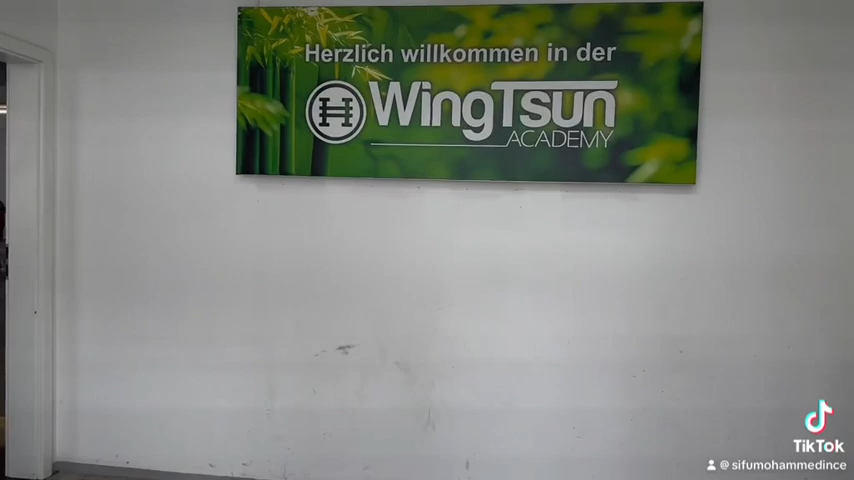 Herzlich willkommen in der
WingTsun
ACADEMY
TikTok
@sifumohammedince